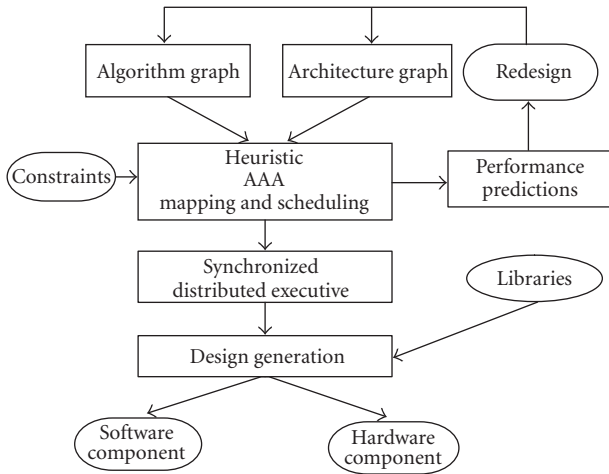 Algorithm graph
Architecture graph
Redesign
Constraints
Heuristic
AAA
mapping and scheduling
Performance
predictions
Synchronized
distributed executive
Libraries
Design generation
Software
component
Hardware
component